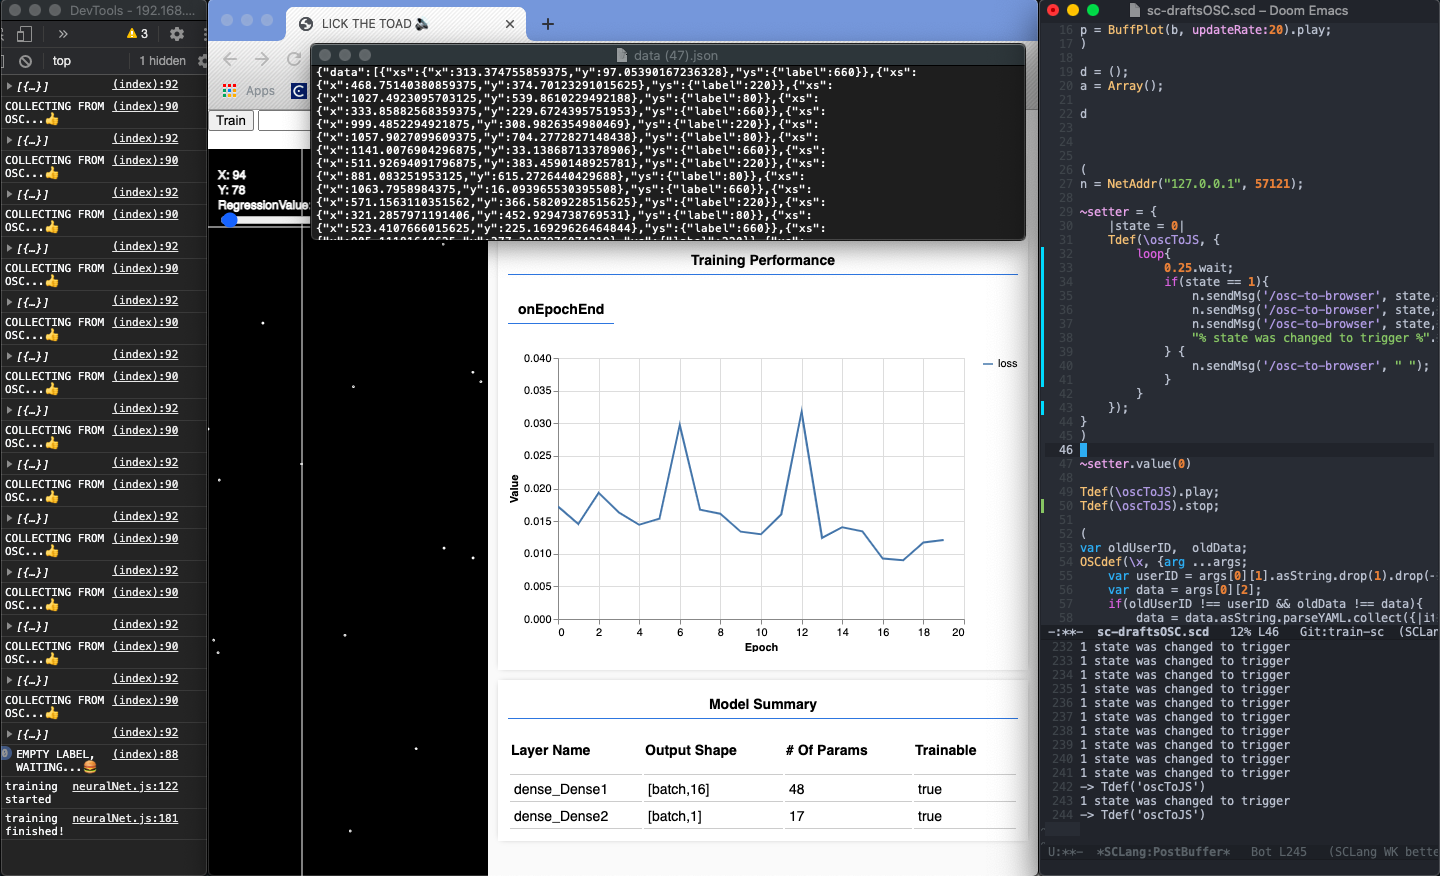 DevTools - 192.168....
3
top
1 hidden
[{…}] (index):92
COLLECTING FROM (index):90
OSC...👍
[{…}] (index):92
COLLECTING FROM (index):90
OSC...👍
[{…}] (index):92
COLLECTING FROM (index):90
OSC...👍
[{…}] (index):92
COLLECTING FROM (index):90
OSC...👍
[{…}] (index):92
COLLECTING FROM (index):90
OSC...👍
[{…}] (index):92
COLLECTING FROM (index):90
OSC...👍
[{…}] (index):92
COLLECTING FROM (index):90
OSC...👍
[{…}] (index):92
COLLECTING FROM (index):90
OSC...👍
[{…}] (index):92
COLLECTING FROM (index):90
OSC...👍
[{…}] (index):92
COLLECTING FROM (index):90
OSC...👍
[{…}] (index):92
COLLECTING FROM (index):90
OSC...👍
[{…}] (index):92
COLLECTING FROM (index):90
OSC...👍
[{…}] (index):92
EMPTY LABEL, (index):88
WAITING...🍔
training neuralNet.js:122
started
training neuralNet.js:181
finished!
LICK THE TOAD 🔈
Apps
Train
X: 94
Y: 78
RegressionValue:
data (47).json
{"data":[{"xs":{"x":313.374755859375,"y":97.05390167236328},"ys":{"label":660}},{"xs":
{"x":468.75140380859375,"y":374.70123291015625},"ys":{"label":220}},{"xs":
{"x":1027.4923095703125,"y":539.8610229492188},"ys":{"label":80}},{"xs":
{"x":333.85882568359375,"y":229.6724395751953},"ys":{"label":660}},{"xs":
{"x":999.4852294921875,"y":308.9826354980469},"ys":{"label":220}},{"xs":
{"x":1057.9027099609375,"y":704.2772827148438},"ys":{"label":80}},{"xs":
{"x":1141.0076904296875,"y":33.13868713378906},"ys":{"label":660}},{"xs":
{"x":511.92694091796875,"y":383.4590148925781},"ys":{"label":220}},{"xs":
{"x":881.083251953125,"y":615.2726440429688},"ys":{"label":80}},{"xs":
{"x":1063.7958984375,"y":16.0939655303955​08},"ys":{"label":660}},{"xs":
{"x":571.1563110351562,"y":366.58209228515625},"ys":{"label":220}},{"xs":
{"x":321.2857971191406,"y":452.9294738769531},"ys":{"label":80}},{"xs":
{"x":523.4107666015625,"y":225.16929626464844},"ys":{"label":660}},{"xs":
Training Performance
onEpochEnd
loss
0.040
0.035
0.030
0.025
0.020
0.015
0.010
0.005
0.000
Value
0 2 4 6 8 10 12 14 16 18 20
Epoch
Model Summary
Layer Name Output Shape # Of Params Trainable
dense_Dense1 [batch,16] 48 true
dense_Dense2 [batch,1] 17 true
sc-draftsOSC.scd – Doom Emacs
16 p = BuffPlot(b, updateRate:20).play;
17 )
18
19 d = ();
20 a = Array();
21
22 d
23
24
25
26 (
27 n = NetAddr("127.0.0.1", 57121);
28
29 ~setter = {
30 |state = 0|
31 Tdef(\oscToJS, {
32 loop{
33 0.25.wait;
34 if(state == 1){
35 n.sendMsg('/osc-to-browser', state,
36 n.sendMsg('/osc-to-browser', state,
37 n.sendMsg('/osc-to-browser', state,
38 "% state was changed to trigger %".
39 } {
40 n.sendMsg('/osc-to-browser', " ");
41 }
42 }
43 });
44 }
45 )
46
47 ~setter.value(0)
48
49 Tdef(\oscToJS).play;
50 Tdef(\oscToJS).stop;
51
52 (
53 var oldUserID, oldData;
54 OSCdef(\x, {arg ...args;
55 var userID = args[0][1].asString.drop(1).drop(-
56 var data = args[0][2];
57 if(oldUserID !== userID && oldData !== data){
58 data = data.asString.parseYAML.collect({|it
-:**- sc-draftsOSC.scd 12% L46 Git:train-sc (SCLan
232 1 state was changed to trigger
233 1 state was changed to trigger
234 1 state was changed to trigger
235 1 state was changed to trigger
236 1 state was changed to trigger
237 1 state was changed to trigger
238 1 state was changed to trigger
239 1 state was changed to trigger
240 1 state was changed to trigger
241 1 state was changed to trigger
242 -> Tdef('oscToJS')
243 1 state was changed to trigger
244 -> Tdef('oscToJS')
U:**- *SCLang:PostBuffer* Bot L245 (SCLang WK bette